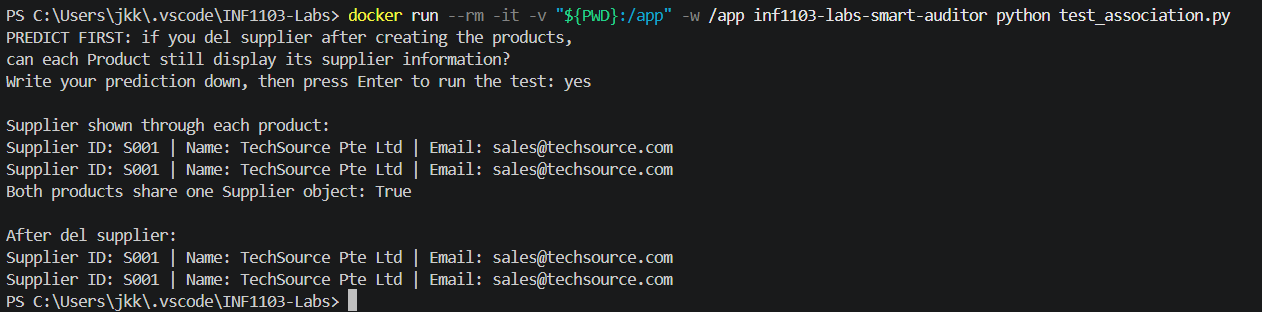 PS C:\Users\jkk\.vscode\INF1103-Labs> docker run --rm -it -v "${PWD}:/app" -w /app inf1103-labs-smart-auditor python test_association.py
PREDICT FIRST: if you del supplier after creating the products,
can each Product still display its supplier information?
Write your prediction down, then press Enter to run the test: yes
Supplier shown through each product:
Supplier ID: S001 | Name: TechSource Pte Ltd | Email: sales@techsource.com
Supplier ID: S001 | Name: TechSource Pte Ltd | Email: sales@techsource.com
Both products share one Supplier object: True
After del supplier:
Supplier ID: S001 | Name: TechSource Pte Ltd | Email: sales@techsource.com
Supplier ID: S001 | Name: TechSource Pte Ltd | Email: sales@techsource.com
PS C:\Users\jkk\.vscode\INF1103-Labs>